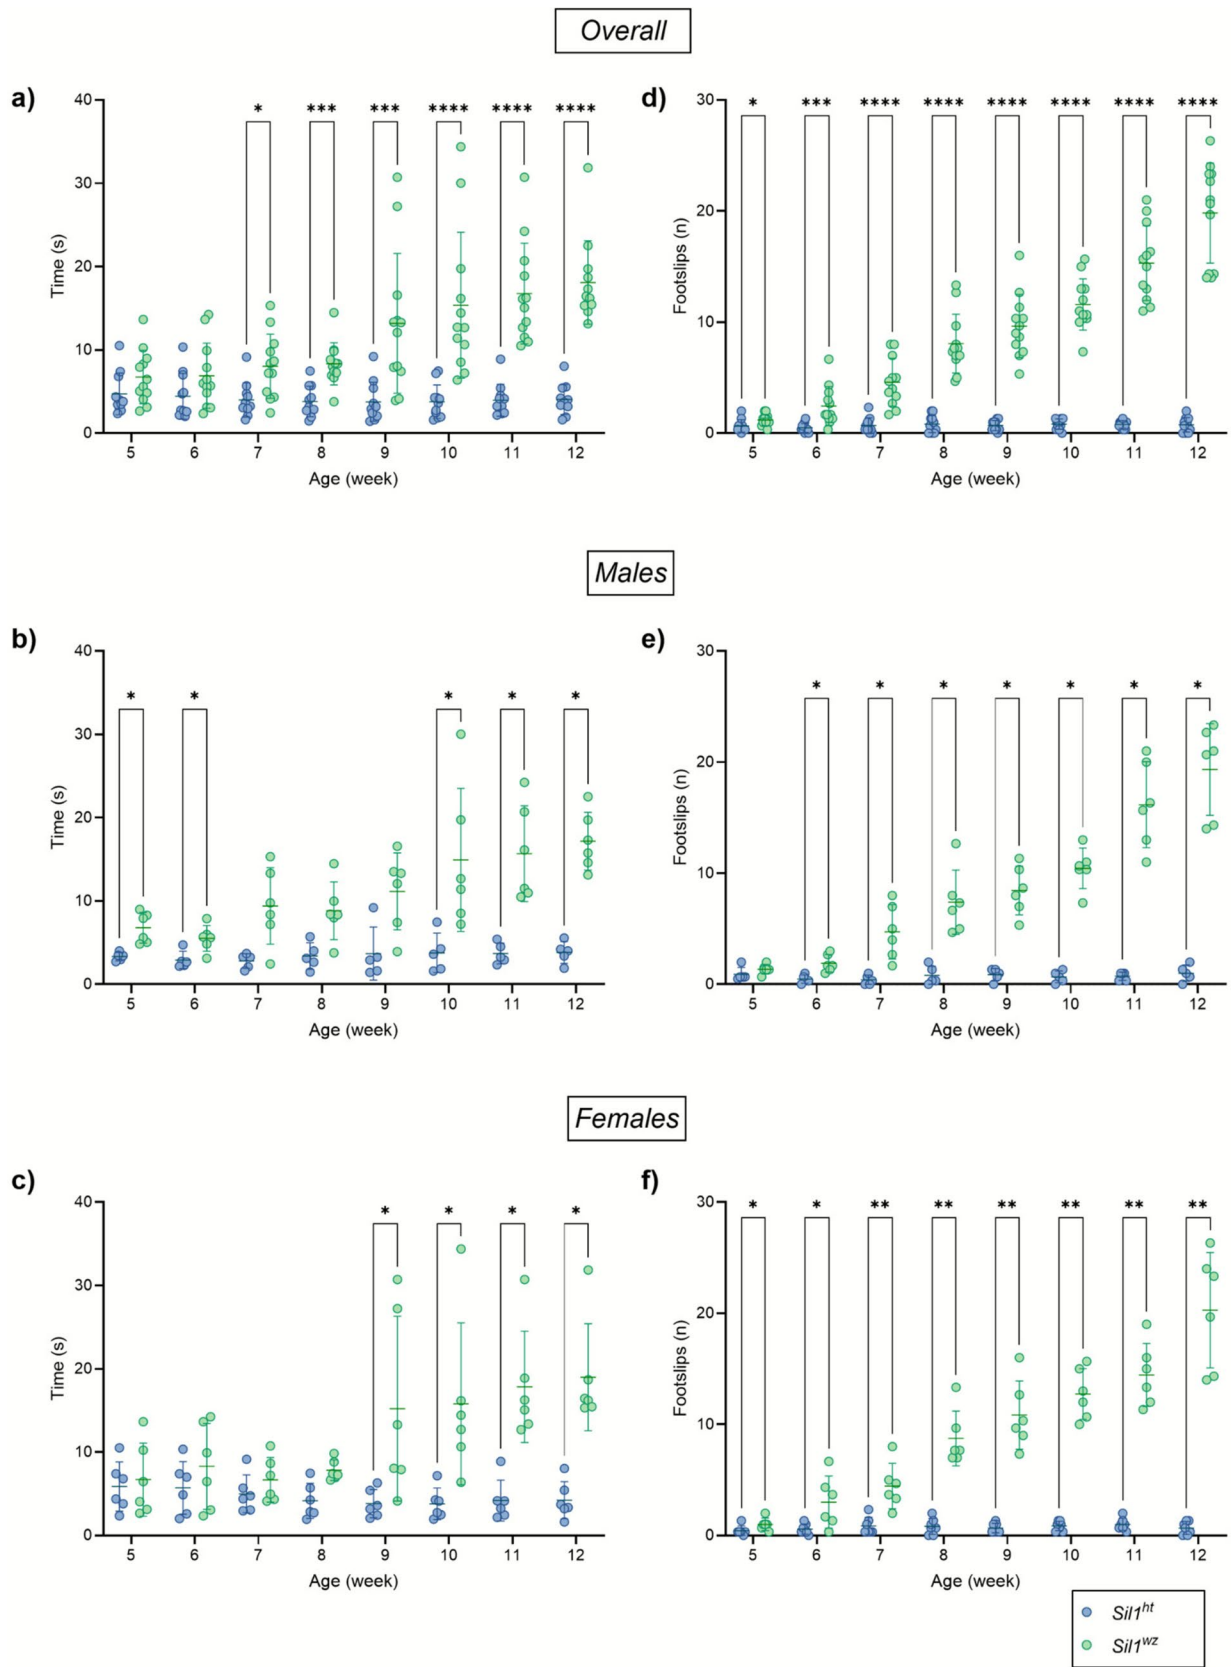 Overall
a)
* *** *** **** **** ****
40
30
20
10
0
Time (s)
5 6 7 8 9 10 11 12
Age (week)
d)
* *** **** **** **** **** **** ****
30
20
10
0
Footslips (n)
5 6 7 8 9 10 11 12
Age (week)
Males
b)
* * * * *
40
30
20
10
0
Time (s)
5 6 7 8 9 10 11 12
Age (week)
e)
* * * * * * *
30
20
10
0
Footslips (n)
5 6 7 8 9 10 11 12
Age (week)
Females
c)
* * * *
40
30
20
10
0
Time (s)
5 6 7 8 9 10 11 12
Age (week)
f)
* * ** ** ** ** ** **
30
20
10
0
Footslips (n)
5 6 7 8 9 10 11 12
Age (week)
Sil1ht
Sil1wz